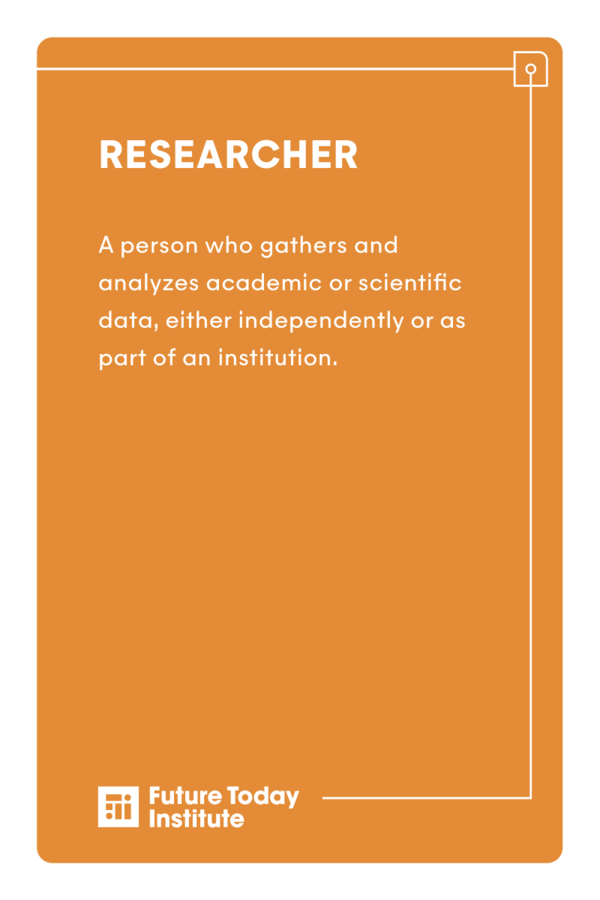 RESEARCHER
A person who gathers and
analyzes academic or scientific
data, either independently or as
part of an institution.
Future Today
Institute